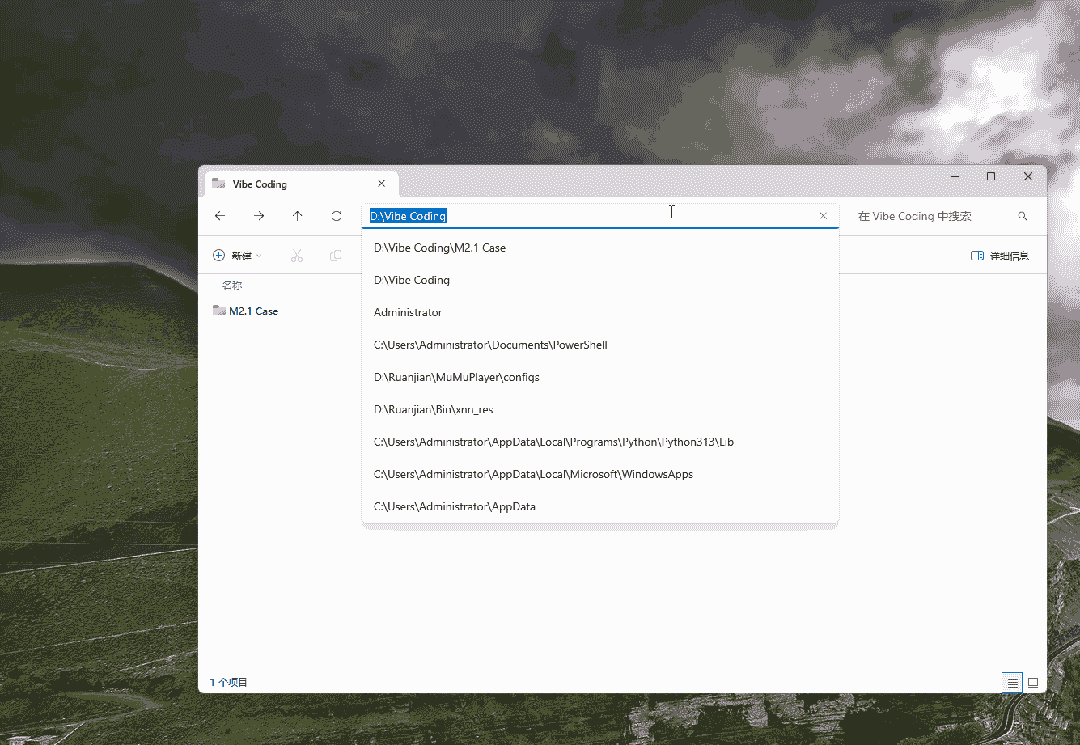 Vibe Coding
D:\Vibe Coding
在 Vibe Coding 中搜索
D:\Vibe Coding\M2.1 Case
新建
详细信息
D:\Vibe Coding
名称
M2.1 Case
Administrator
C:\Users\Administrator\Documents\PowerShell
D:\Ruanjian\MuMuPlayer\configs
D:\Ruanjian\Bin\xnn_res
C:\Users\Administrator\AppData\Local\Programs\Python\Python313\Lib
C:\Users\Administrator\AppData\Local\Microsoft\WindowsApps
C:\Users\Administrator\AppData
1 个项目